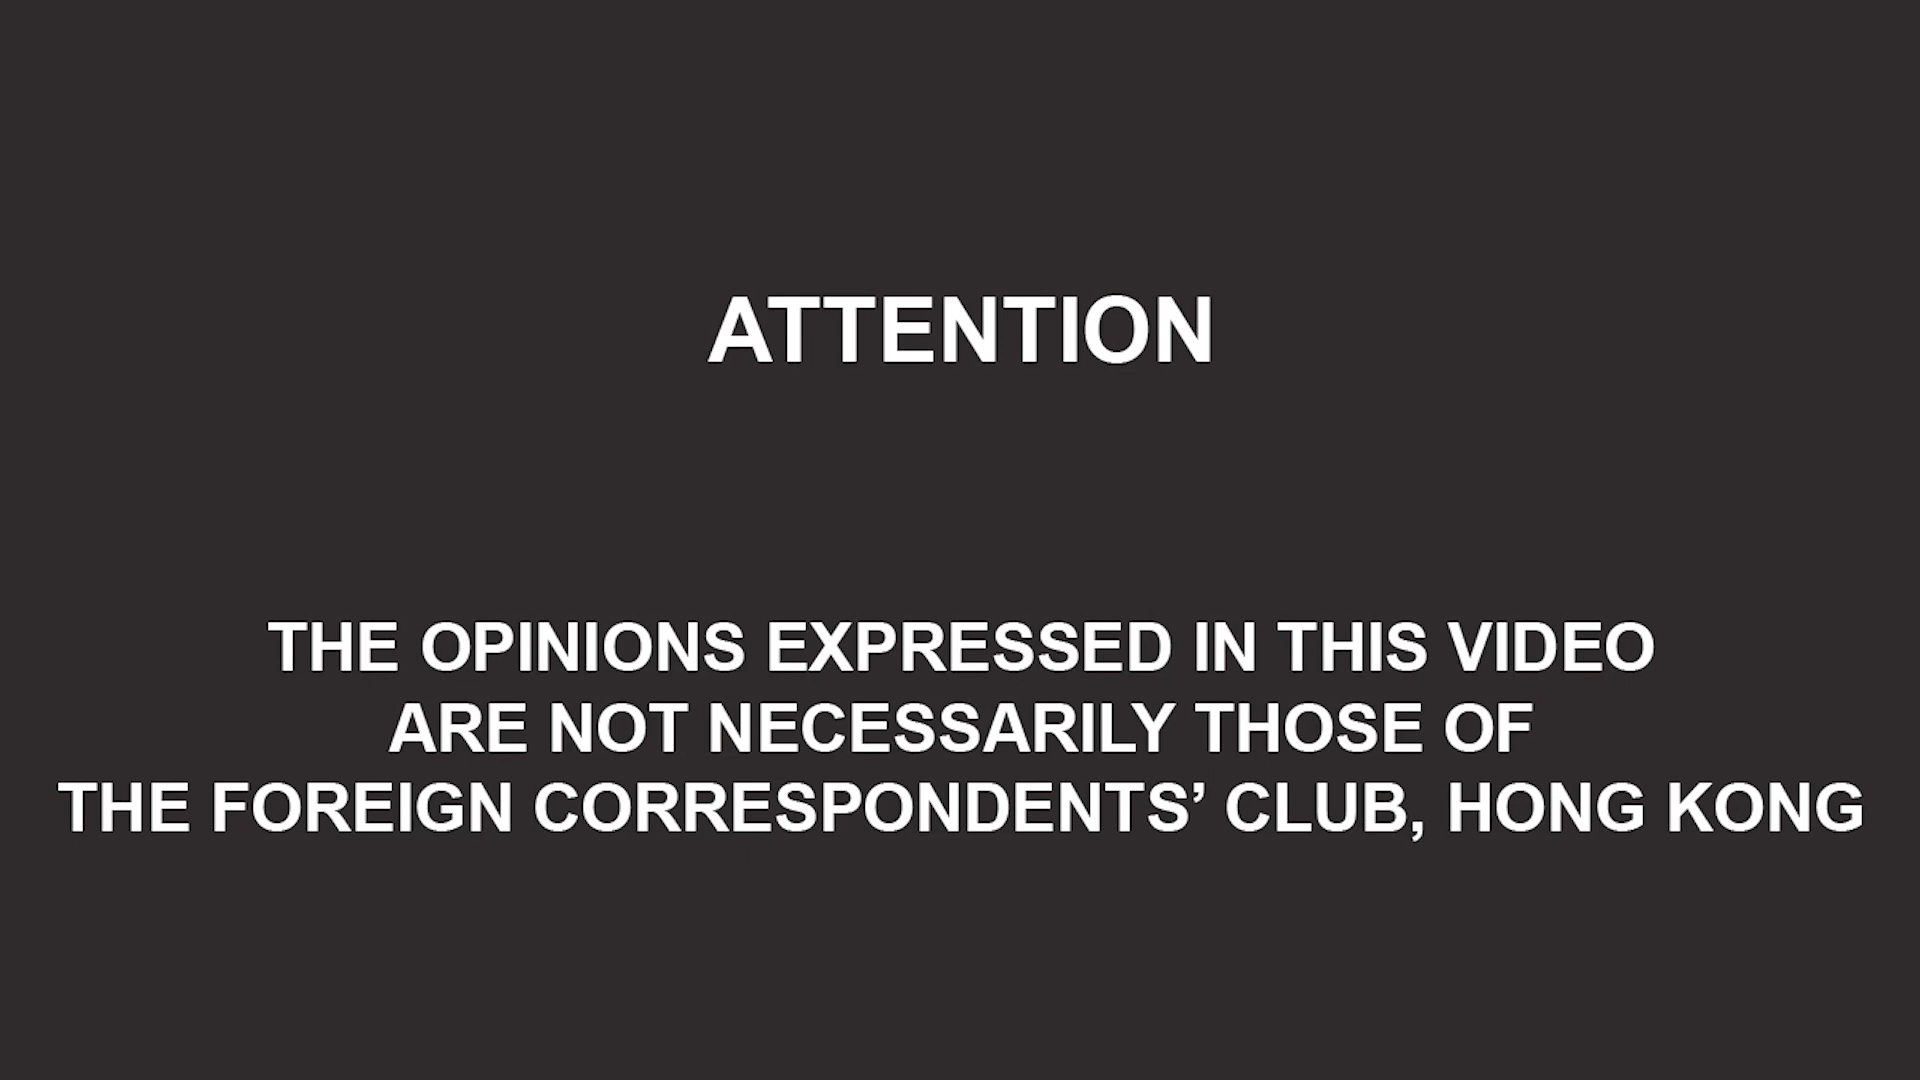 ATTENTION
THE OPINIONS EXPRESSED IN THIS VIDEO
ARE NOT NECESSARILY THOSE OF
THE FOREIGN CORRESPONDENTS’ CLUB, HONG KONG